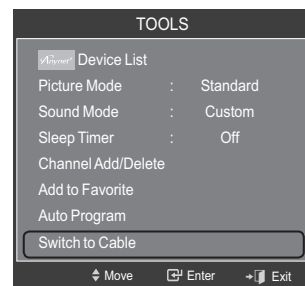 TOOLS
Anynet+ Device List
Picture Mode : Standard
Sound Mode : Custom
Sleep Timer : Off
Channel Add/Delete
Add to Favorite
Auto Program
Switch to Cable
Move Enter Exit